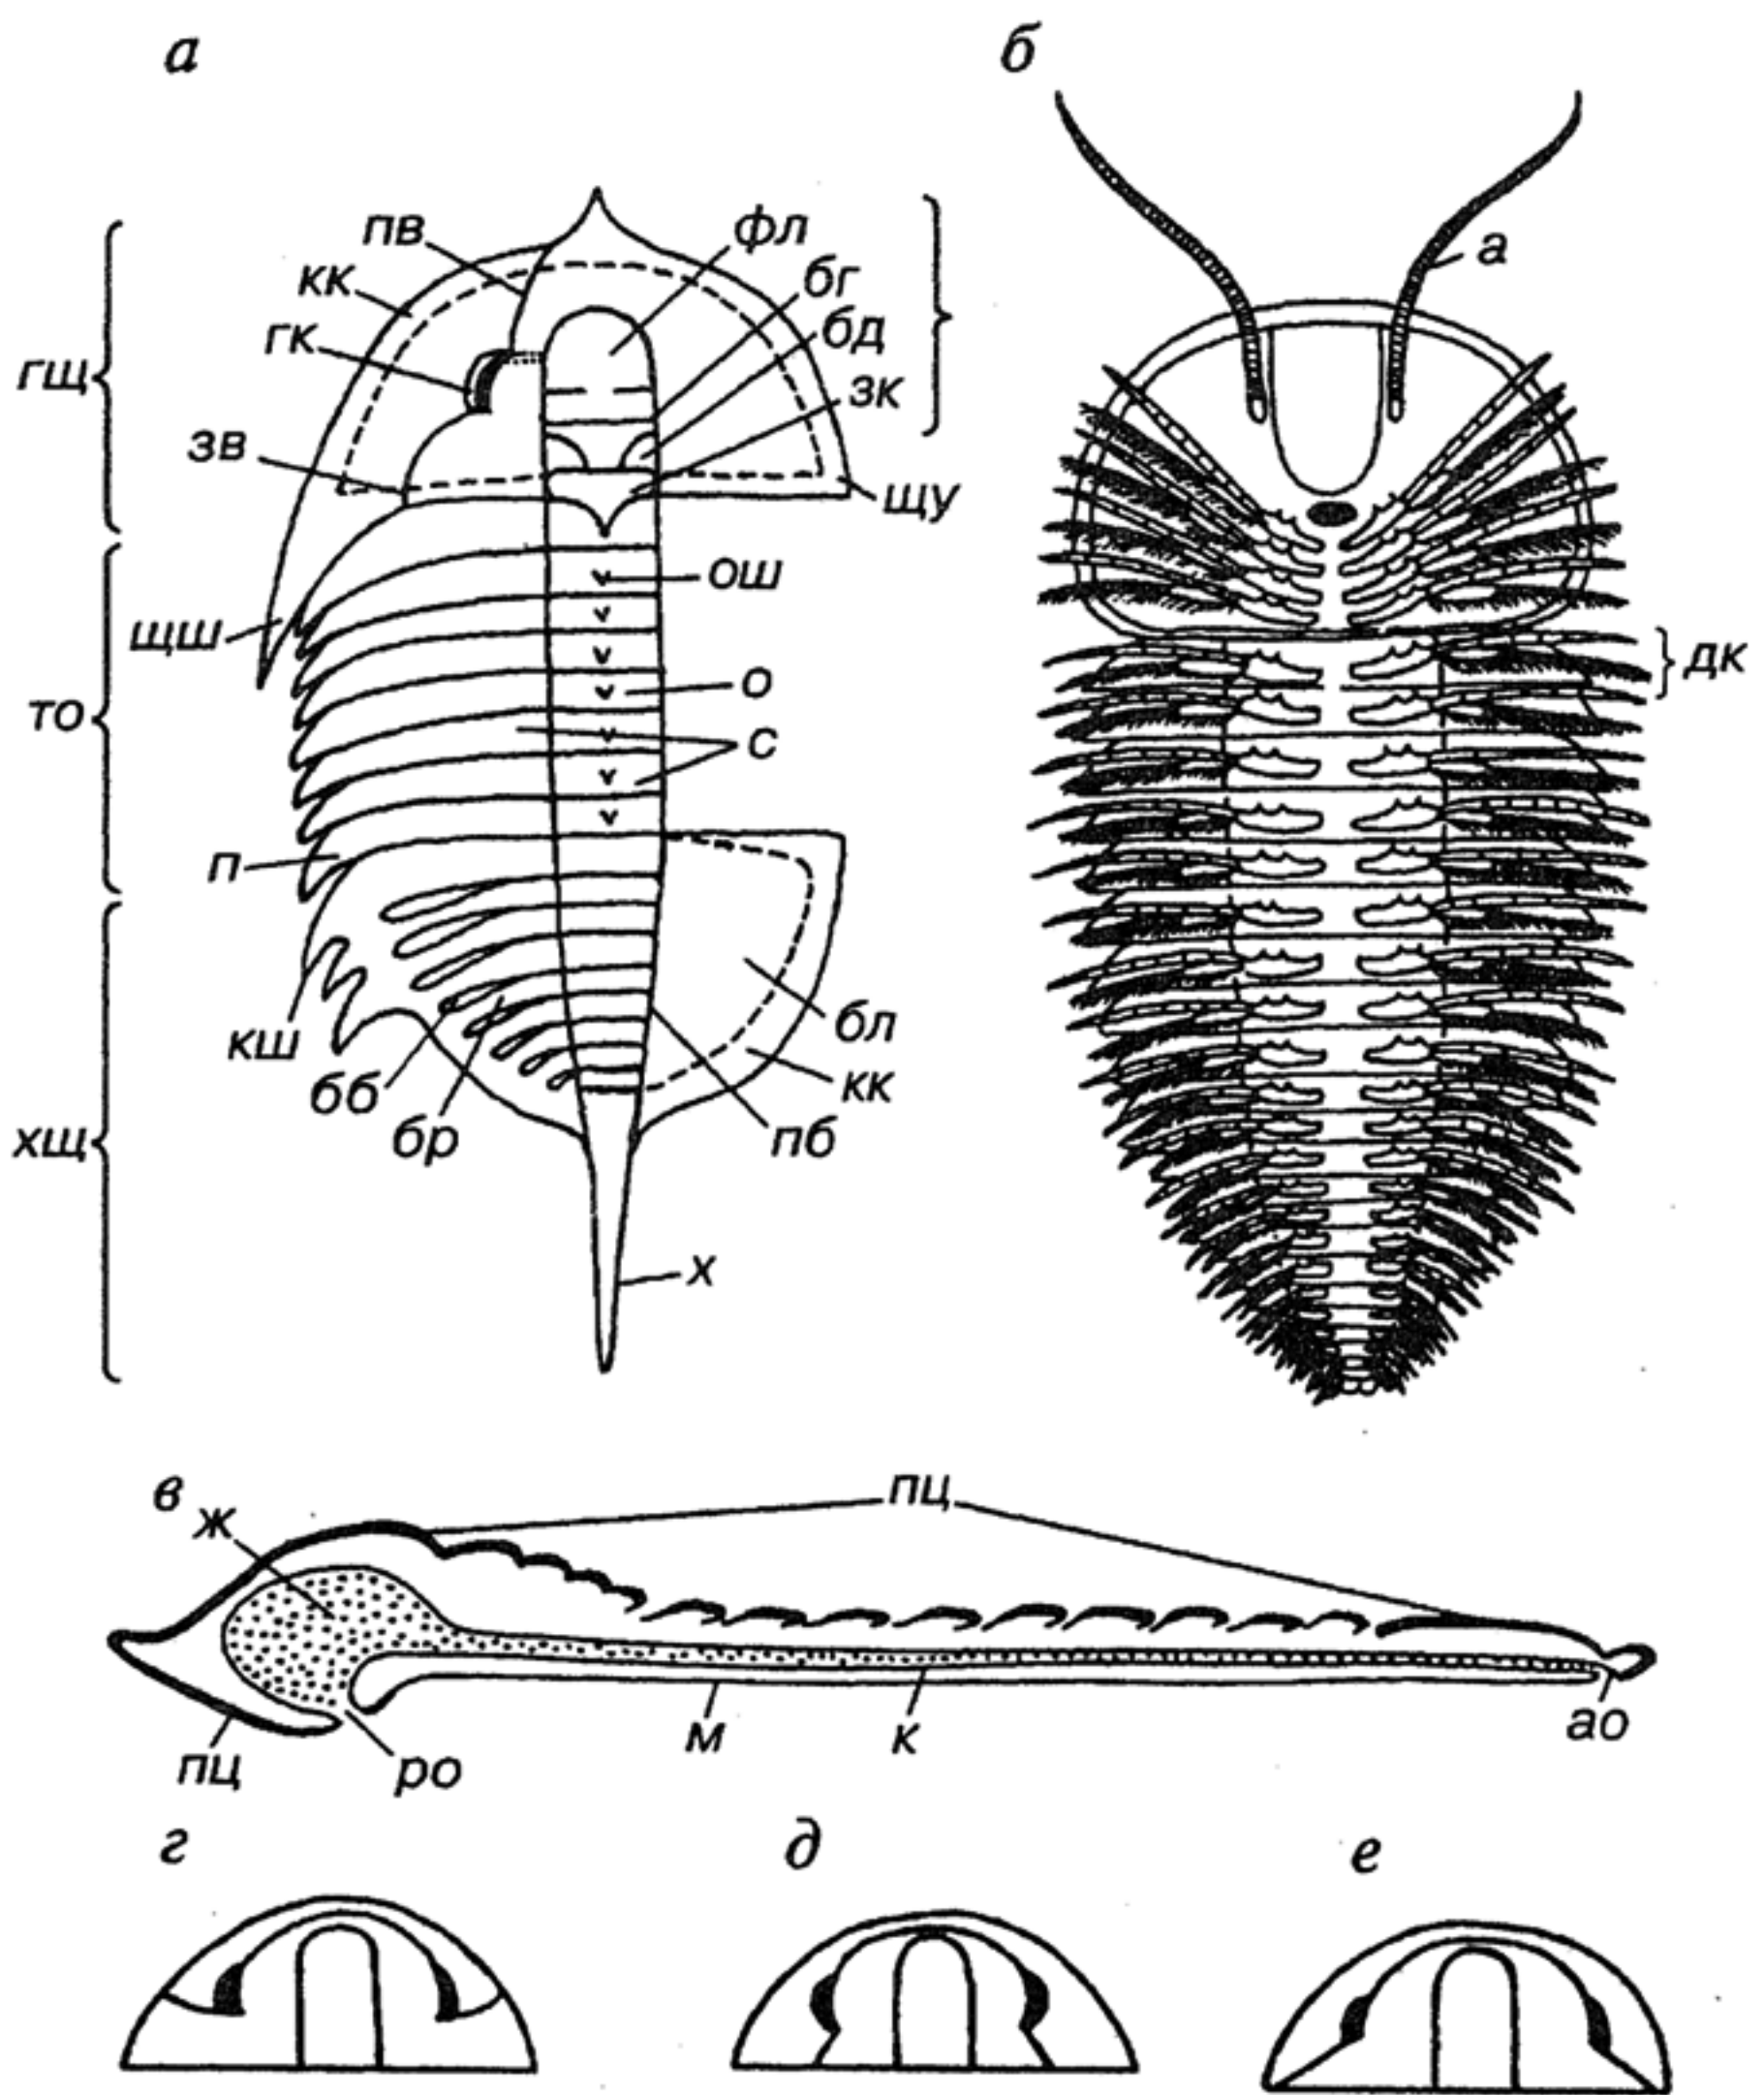 а
б
пв
фл
а
кк
бг
гк
бд
гщ
зк
зв
щу
ош
щш
дк
о
то
с
п
бл
кш
кк
бб
бр
пб
хщ
х
в
пц
ж
м
к
ао
пц
ро
г
д
е